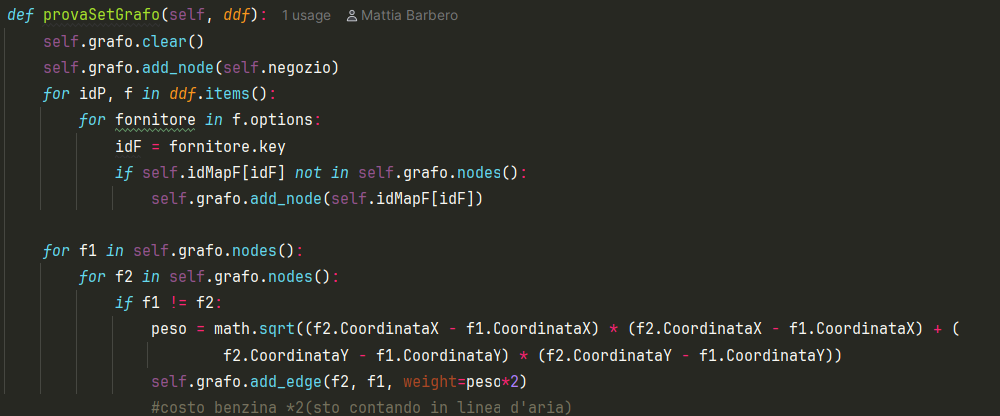 def provaSetGrafo(self, ddf): 1 usage Mattia Barbero
self.grafo.clear()
self.grafo.add_node(self.negozio)
for idP, f in ddf.items():
for fornitore in f.options:
idF = fornitore.key
if self.idMapF[idF] not in self.grafo.nodes():
self.grafo.add_node(self.idMapF[idF])
for f1 in self.grafo.nodes():
for f2 in self.grafo.nodes():
if f1 != f2:
peso = math.sqrt((f2.CoordinataX - f1.CoordinataX) * (f2.CoordinataX - f1.CoordinataX) + (
f2.CoordinataY - f1.CoordinataY) * (f2.CoordinataY - f1.CoordinataY))
self.grafo.add_edge(f2, f1, weight=peso*2)
#costo benzina *2(sto contando in linea d'aria)